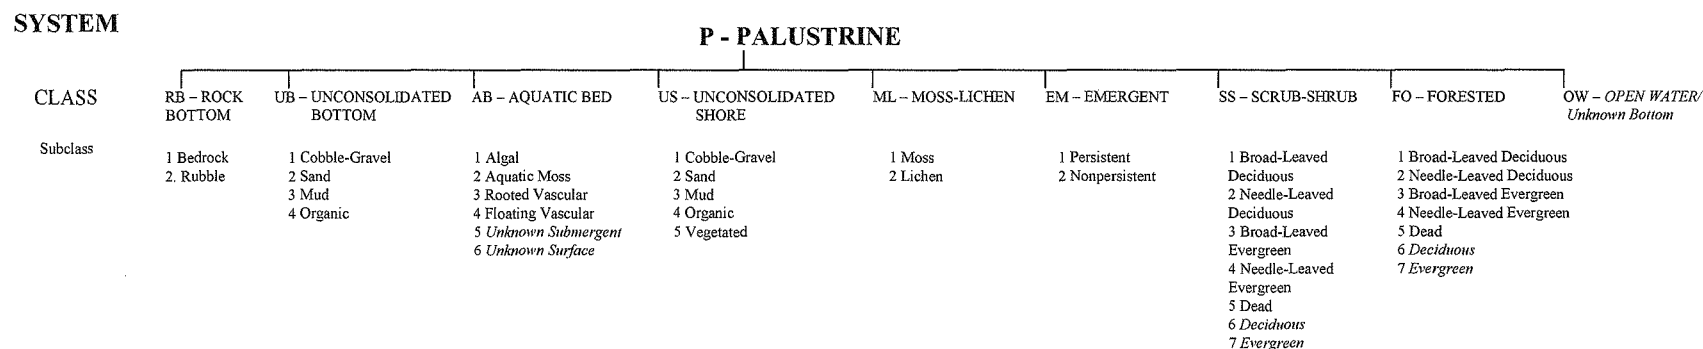 SYSTEM
P - PALUSTRINE
CLASS
RB – ROCK
BOTTOM
UB – UNCONSOLIDATED
BOTTOM
AB – AQUATIC BED
US – UNCONSOLIDATED
SHORE
ML – MOSS-LICHEN
EM – EMERGENT
SS – SCRUB-SHRUB
FO – FORESTED
OW – OPEN WATER/
Unknown Bottom
Subclass
1 Bedrock
2. Rubble
1 Cobble-Gravel
2 Sand
3 Mud
4 Organic
1 Algal
2 Aquatic Moss
3 Rooted Vascular
4 Floating Vascular
5 Unknown Submergent
6 Unknown Surface
1 Cobble-Gravel
2 Sand
3 Mud
4 Organic
5 Vegetated
1 Moss
2 Lichen
1 Persistent
2 Nonpersistent
1 Broad-Leaved
Deciduous
2 Needle-Leaved
Deciduous
3 Broad-Leaved
Evergreen
4 Needle-Leaved
Evergreen
5 Dead
6 Deciduous
7 Evergreen
1 Broad-Leaved Deciduous
2 Needle-Leaved Deciduous
3 Broad-Leaved Evergreen
4 Needle-Leaved Evergreen
5 Dead
6 Deciduous
7 Evergreen